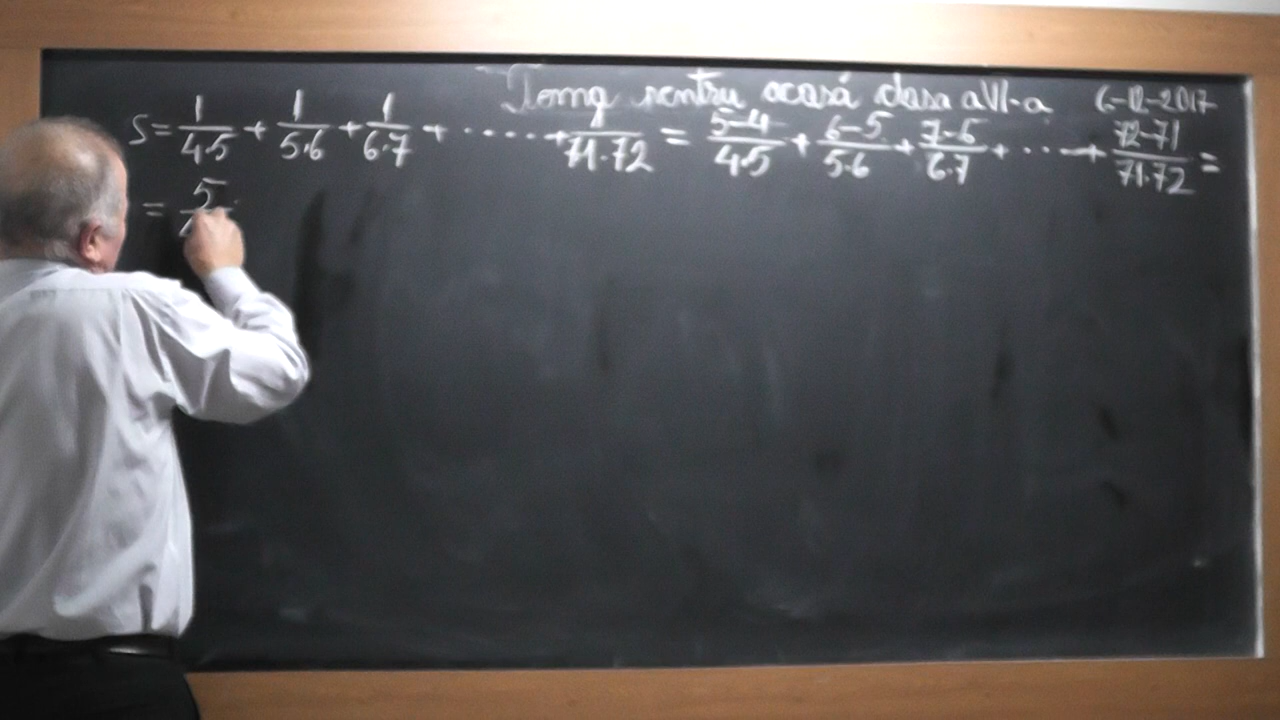 Tema pentru acasă clasa a VI-a 6-12-2017
S = 1/4·5 + 1/5·6 + 1/6·7 + ······ + 1/71·72 = 5-4/4·5 + 6-5/5·6 + 7-6/6·7 + ··· + 72-71/71·72 =
= 5/